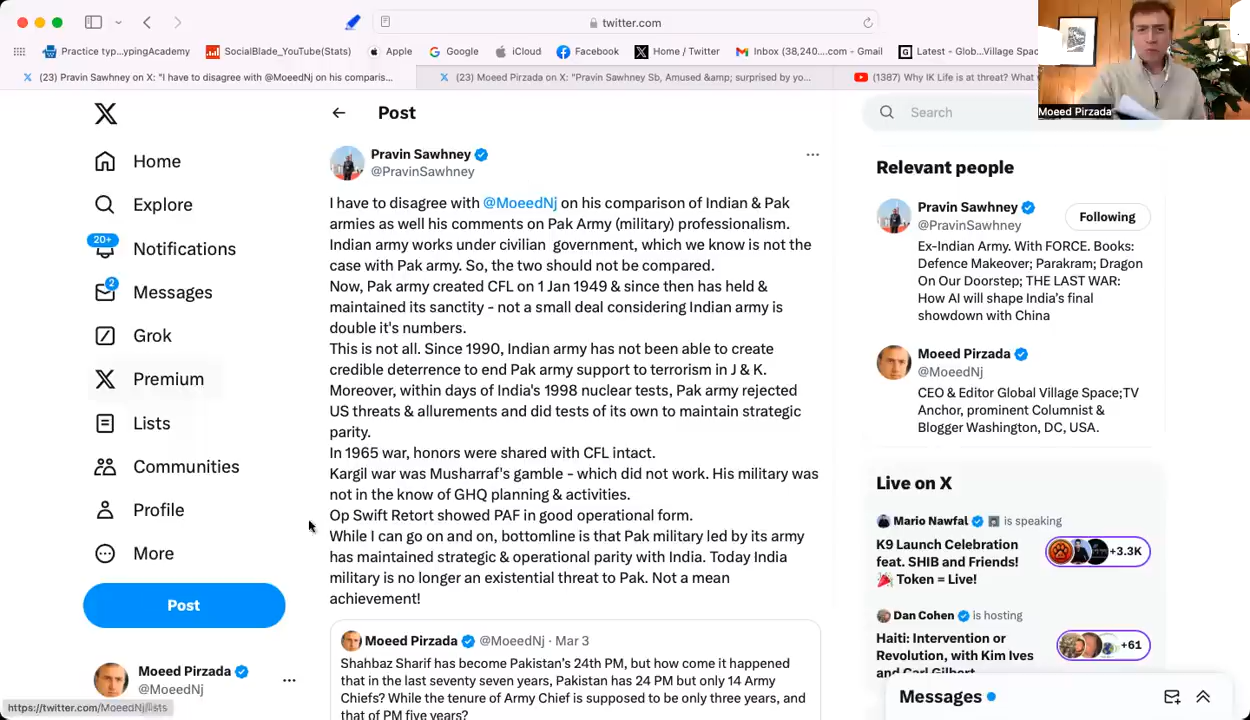 twitter.com
Practice typ...ypingAcademy
SocialBlade_YouTube(Stats)
Apple
Google
iCloud
Facebook
Home / Twitter
Inbox (38,240....com - Gmail
Latest - Glob...Village Spac
(23) Pravin Sawhney on X: "I have to disagree with @MoeedNj on his comparis...
(23) Moeed Pirzada on X: "Pravin Sawhney Sb, Amused &amp; surprised by yo...
(1387) Why IK Life is at threat? What
Moeed Pirzada
Home
Explore
20+
Notifications
2
Messages
Grok
Premium
Lists
Communities
Profile
More
Post
Moeed Pirzada
@MoeedNj
https://twitter.com/MoeedNj/lists
Post
Pravin Sawhney
@PravinSawhney
I have to disagree with @MoeedNj on his comparison of Indian & Pak
armies as well his comments on Pak Army (military) professionalism.
Indian army works under civilian government, which we know is not the
case with Pak army. So, the two should not be compared.
Now, Pak army created CFL on 1 Jan 1949 & since then has held &
maintained its sanctity - not a small deal considering Indian army is
double it's numbers.
This is not all. Since 1990, Indian army has not been able to create
credible deterrence to end Pak army support to terrorism in J & K.
Moreover, within days of India's 1998 nuclear tests, Pak army rejected
US threats & allurements and did tests of its own to maintain strategic
parity.
In 1965 war, honors were shared with CFL intact.
Kargil war was Musharraf's gamble - which did not work. His military was
not in the know of GHQ planning & activities.
Op Swift Retort showed PAF in good operational form.
While I can go on and on, bottomline is that Pak military led by its army
has maintained strategic & operational parity with India. Today India
military is no longer an existential threat to Pak. Not a mean
achievement!
Moeed Pirzada @MoeedNj · Mar 3
Shahbaz Sharif has become Pakistan's 24th PM, but how come it happened
that in the last seventy seven years, Pakistan has 24 PM but only 14 Army
Chiefs? While the tenure of Army Chief is supposed to be only three years, and
that of PM five years?
Search
Relevant people
Pravin Sawhney
@PravinSawhney
Following
Ex-Indian Army. With FORCE. Books:
Defence Makeover; Parakram; Dragon
On Our Doorstep; THE LAST WAR:
How AI will shape India's final
showdown with China
Moeed Pirzada
@MoeedNj
CEO & Editor Global Village Space;TV
Anchor, prominent Columnist &
Blogger Washington, DC, USA.
Live on X
Mario Nawfal is speaking
K9 Launch Celebration
feat. SHIB and Friends!
Token = Live!
+3.3K
Dan Cohen is hosting
Haiti: Intervention or
Revolution, with Kim Ives
and Carl Gilbert
+61
Messages